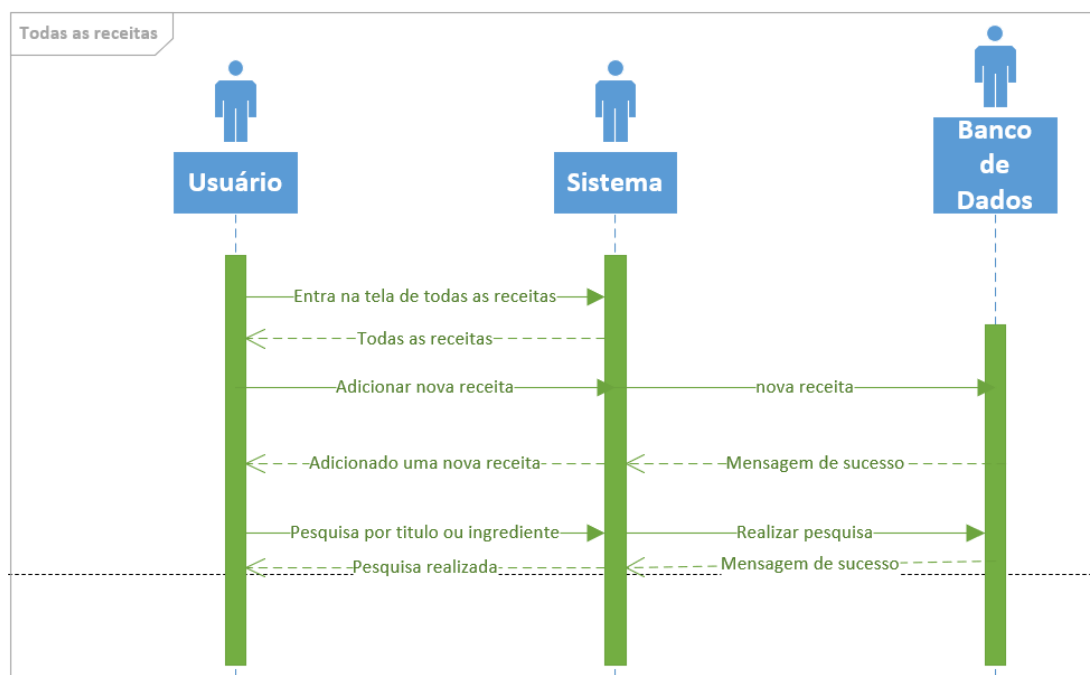 Todas as receitas
Usuário
Sistema
Banco
de
Dados
Entra na tela de todas as receitas
Todas as receitas
Adicionar nova receita
nova receita
Adicionado uma nova receita
Mensagem de sucesso
Pesquisa por titulo ou ingrediente
Realizar pesquisa
Pesquisa realizada
Mensagem de sucesso